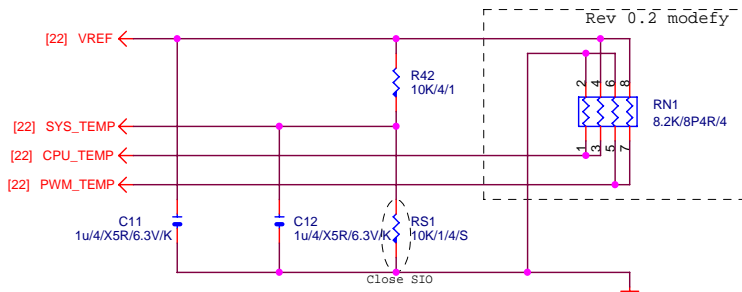 Rev 0.2 modefy
[22] VREF
R42
10K/4/1
2 4 6 8
RN1
8.2K/8P4R/4
[22] SYS_TEMP
1 3 5 7
[22] CPU_TEMP
[22] PWM_TEMP
C11
1u/4/X5R/6.3V/K
C12
1u/4/X5R/6.3V/K
RS1
10K/1/4/S
Close SIO